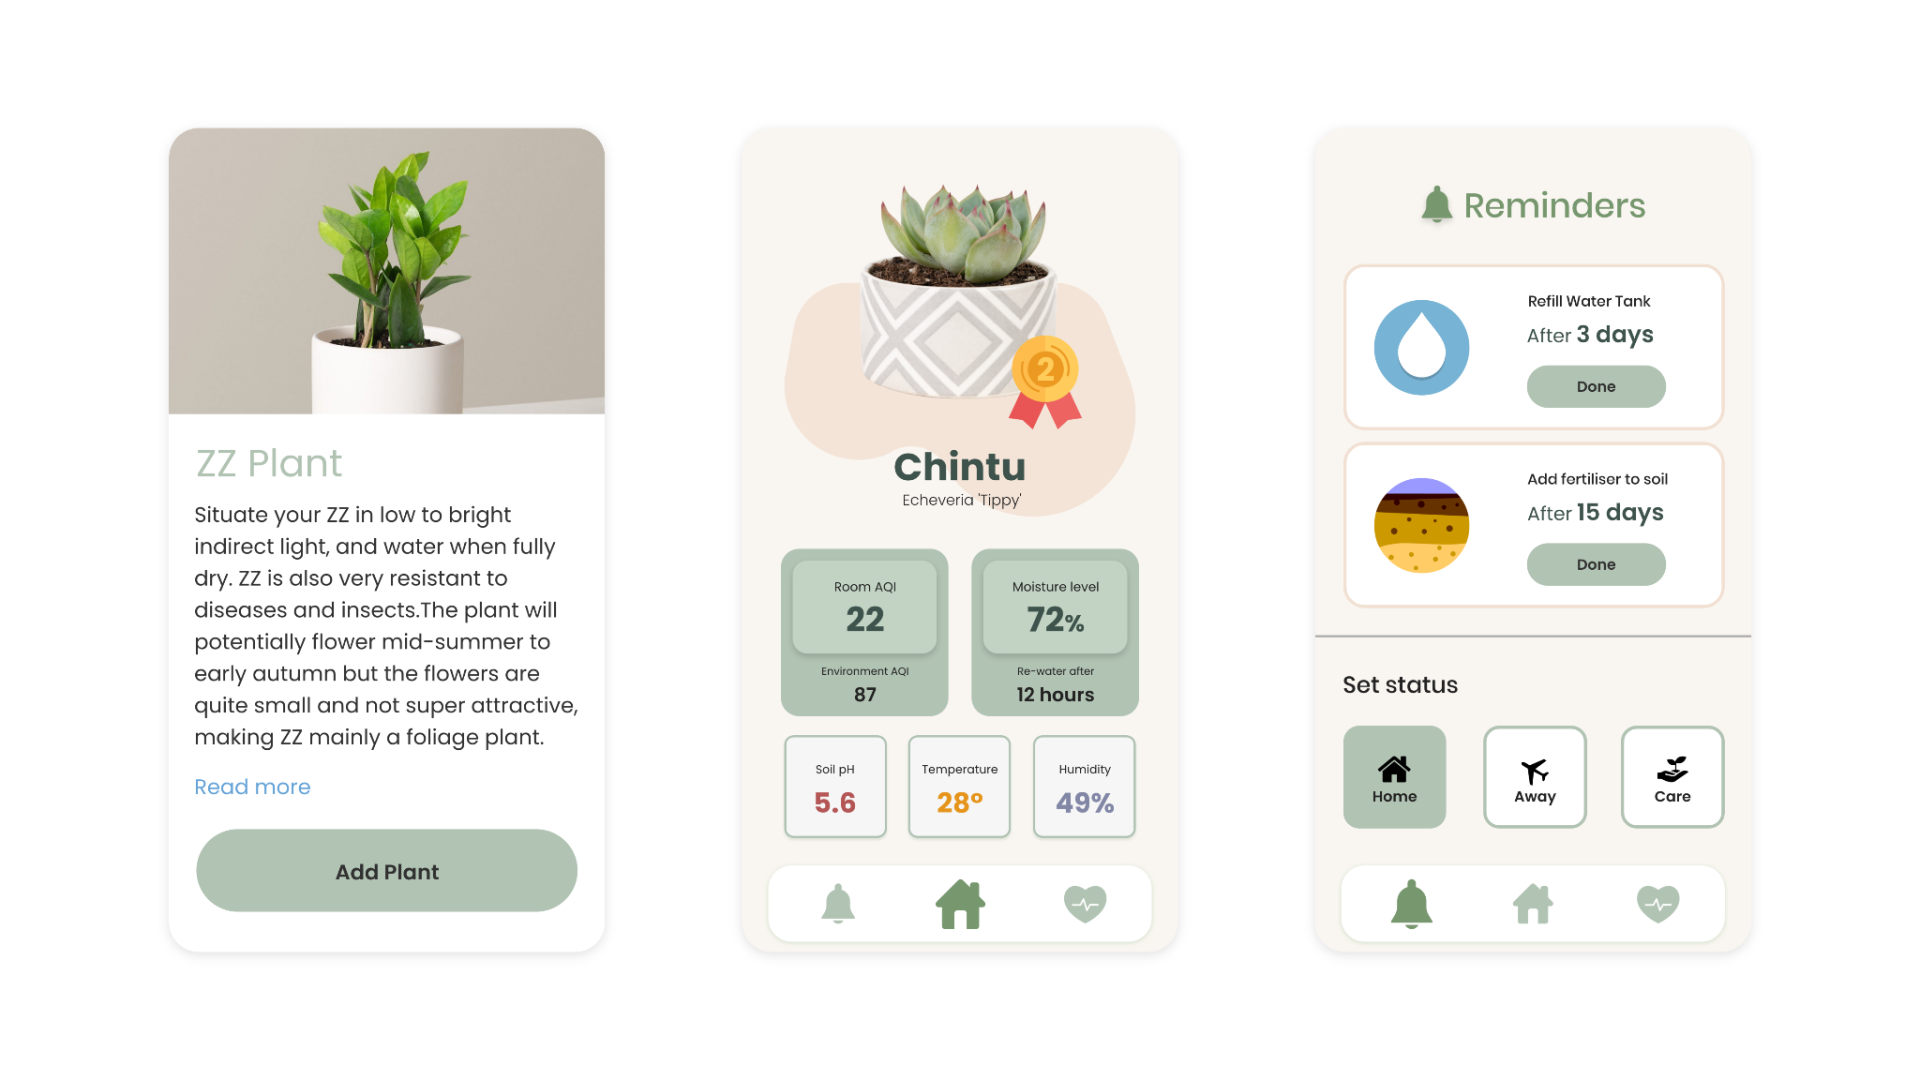 ZZ Plant
Situate your ZZ in low to bright
indirect light, and water when fully
dry. ZZ is also very resistant to
diseases and insects.The plant will
potentially flower mid-summer to
early autumn but the flowers are
quite small and not super attractive,
making ZZ mainly a foliage plant.
Read more
Add Plant
2
Chintu
Echeveria 'Tippy'
Room AQI
22
Environment AQI
87
Moisture level
72%
Re-water after
12 hours
Soil pH
5.6
Temperature
28°
Humidity
49%
Reminders
Refill Water Tank
After 3 days
Done
Add fertiliser to soil
After 15 days
Done
Set status
Home
Away
Care